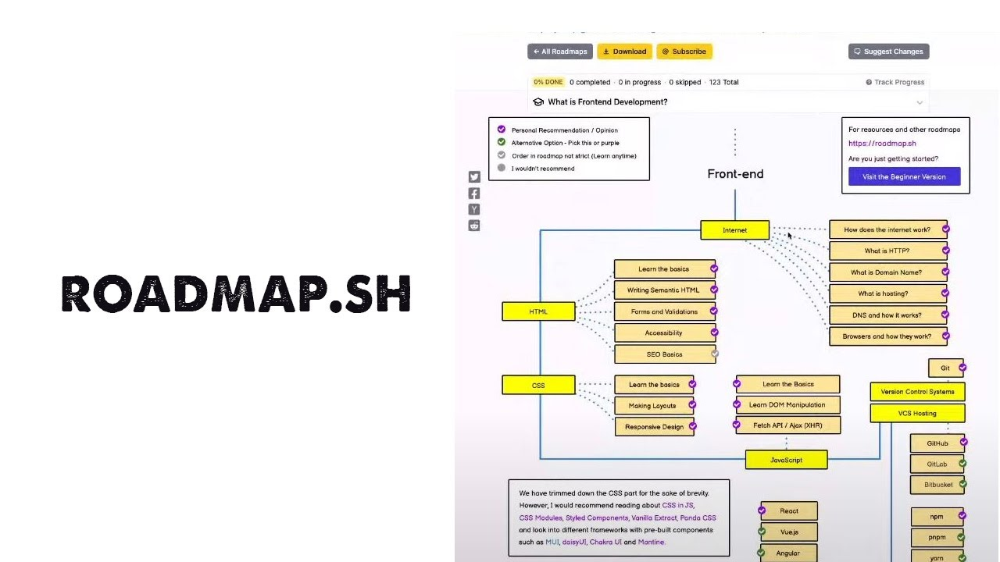 ROADMAP.SH
← All Roadmaps
Download
Subscribe
Suggest Changes
0% DONE 0 completed · 0 in progress · 0 skipped · 123 Total
Track Progress
What is Frontend Development?
Personal Recommendation / Opinion
Alternative Option - Pick this or purple
Order in roadmap not strict (Learn anytime)
I wouldn't recommend
For resources and other roadmaps
https://roadmap.sh
Are you just getting started?
Visit the Beginner Version
Front-end
Internet
How does the internet work?
What is HTTP?
What is Domain Name?
What is hosting?
DNS and how it works?
Browsers and how they work?
HTML
Learn the basics
Writing Semantic HTML
Forms and Validations
Accessibility
SEO Basics
CSS
Learn the basics
Making Layouts
Responsive Design
Learn the Basics
Learn DOM Manipulation
Fetch API / Ajax (XHR)
JavaScript
Git
Version Control Systems
VCS Hosting
GitHub
GitLab
Bitbucket
We have trimmed down the CSS part for the sake of brevity.
However, I would recommend reading about CSS in JS,
CSS Modules, Styled Components, Vanilla Extract, Panda CSS
and look into different frameworks with pre-built components
such as MUI, daisyUI, Chakra UI and Mantine.
React
Vue.js
Angular
npm
pnpm
yarn